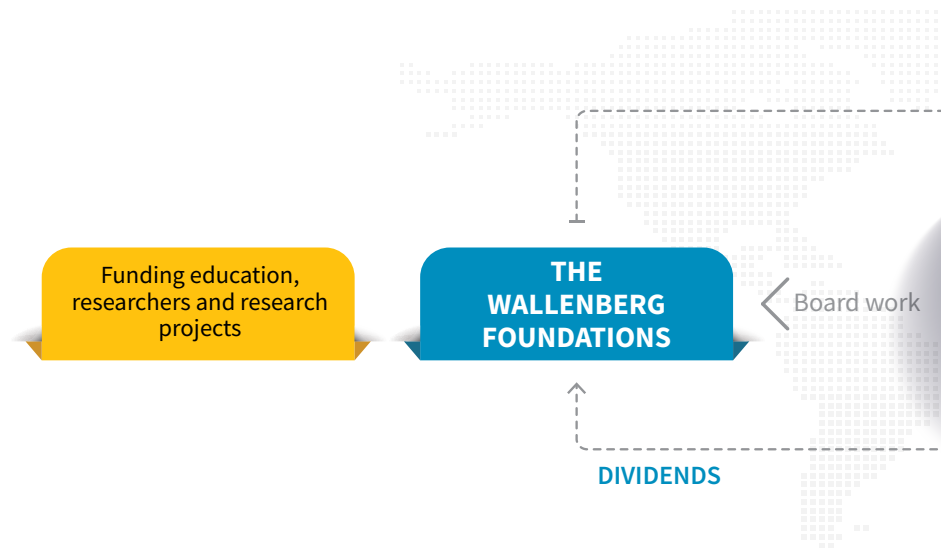 Funding education,
researchers and research
projects
THE
WALLENBERG
FOUNDATIONS
Board work
DIVIDENDS